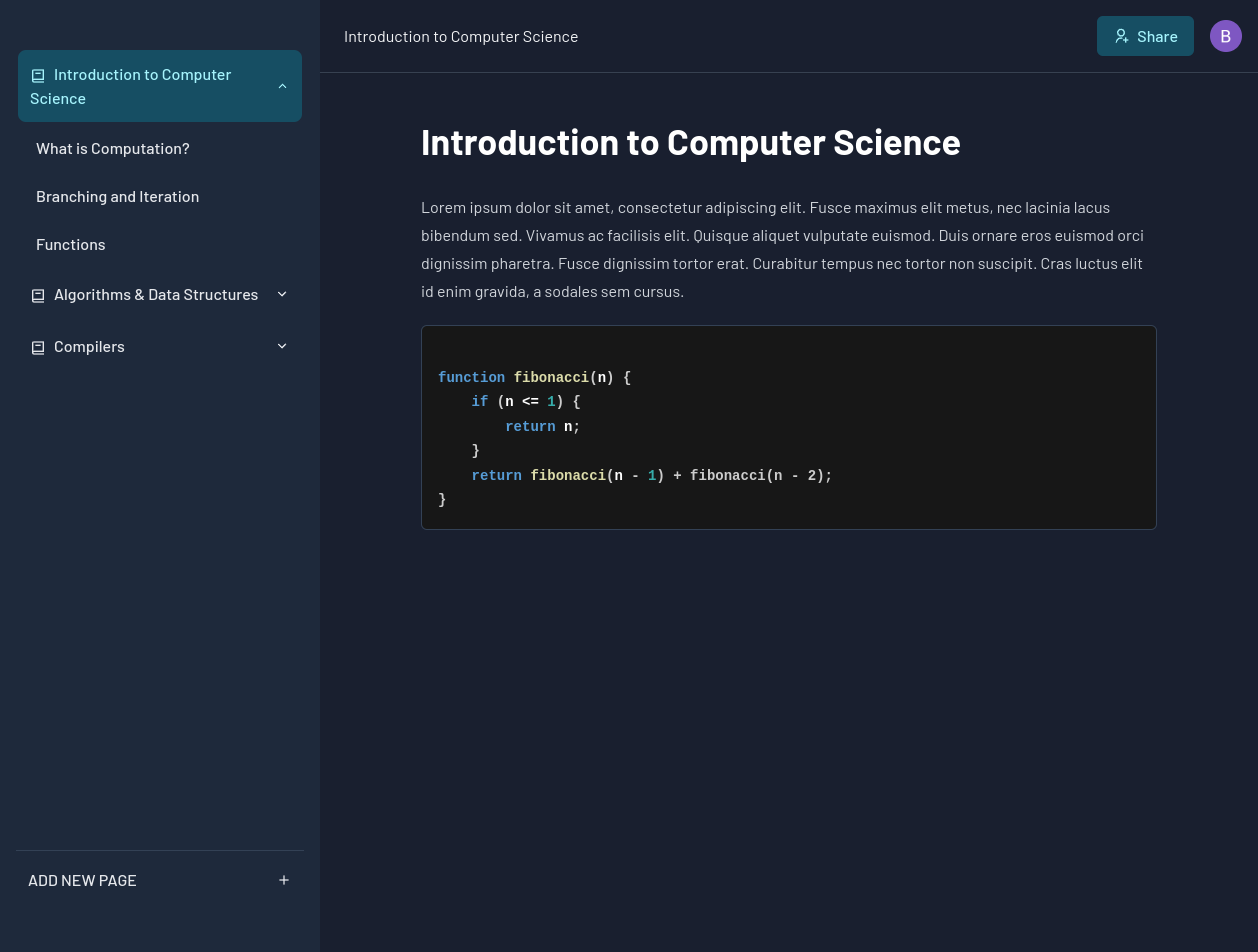 Introduction to Computer
Science
What is Computation?
Branching and Iteration
Functions
Algorithms & Data Structures
Compilers
ADD NEW PAGE
Introduction to Computer Science
Share
B
Introduction to Computer Science
Lorem ipsum dolor sit amet, consectetur adipiscing elit. Fusce maximus elit metus, nec lacinia lacus
bibendum sed. Vivamus ac facilisis elit. Quisque aliquet vulputate euismod. Duis ornare eros euismod orci
dignissim pharetra. Fusce dignissim tortor erat. Curabitur tempus nec tortor non suscipit. Cras luctus elit
id enim gravida, a sodales sem cursus.
function fibonacci(n) {
    if (n <= 1) {
        return n;
    }
    return fibonacci(n - 1) + fibonacci(n - 2);
}